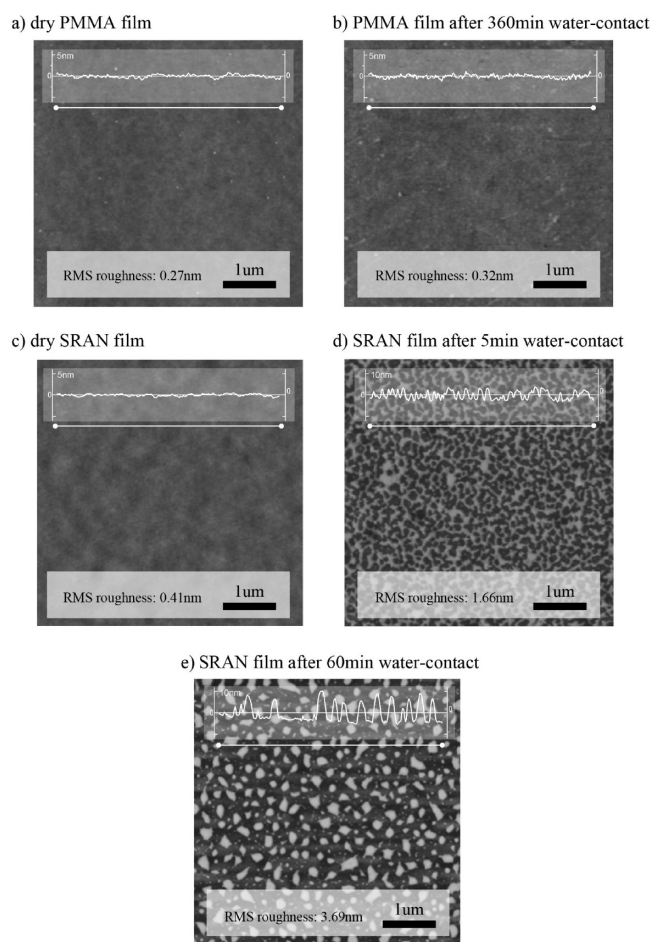 a) dry PMMA film
b) PMMA film after 360min water-contact
5nm
0
0
5nm
0
0
RMS roughness: 0.27nm
1um
RMS roughness: 0.32nm
1um
c) dry SRAN film
d) SRAN film after 5min water-contact
5nm
0
0
10nm
0
0
RMS roughness: 0.41nm
1um
RMS roughness: 1.66nm
1um
e) SRAN film after 60min water-contact
10nm
0
0
RMS roughness: 3.69nm
1um